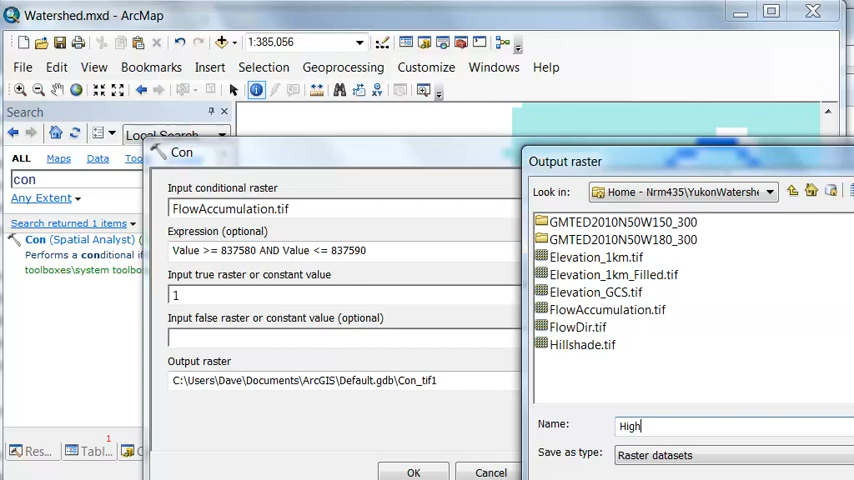 Watershed.mxd - ArcMap
1:385,056
File Edit View Bookmarks Insert Selection Geoprocessing Customize Windows Help
Search
Local Search
ALL Maps Data
con
Any Extent
Search returned 1 items
Con (Spatial Analyst)
Performs a conditional if
toolboxes\system toolbo
Res...
Tabl...
1
Con
Input conditional raster
FlowAccumulation.tif
Expression (optional)
Value >= 837580 AND Value <= 837590
Input true raster or constant value
1
Input false raster or constant value (optional)
Output raster
C:\Users\Dave\Documents\ArcGIS\Default.gdb\Con_tif1
OK Cancel
Output raster
Look in: Home - Nrm435\YukonWatershe
GMTED2010N50W150_300
GMTED2010N50W180_300
Elevation_1km.tif
Elevation_1km_Filled.tif
Elevation_GCS.tif
FlowAccumulation.tif
FlowDir.tif
Hillshade.tif
Name: High
Save as type: Raster datasets